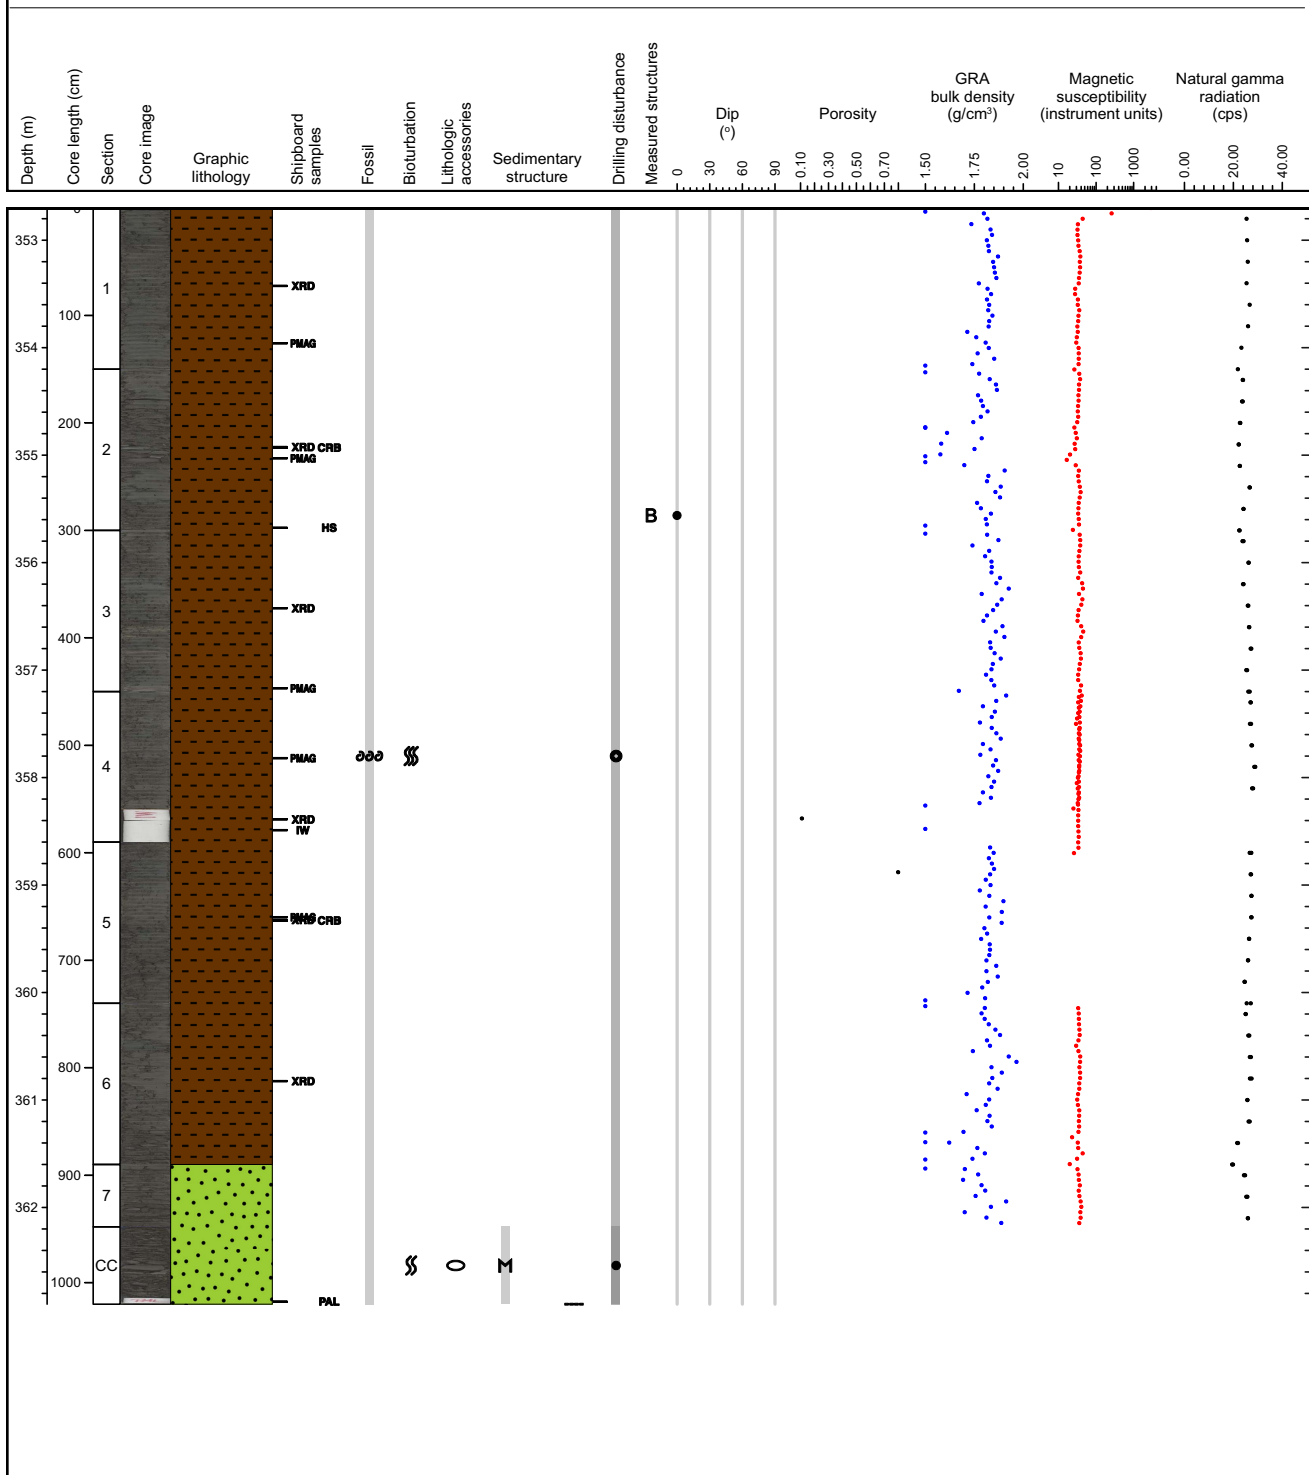 Depth (m)
Core length (cm)
Section
Core image
Graphic
lithology
Shipboard
samples
Fossil
Bioturbation
Lithologic
accessories
Sedimentary
structure
Drilling disturbance
Measured structures
Dip
(°)
Porosity
GRA
bulk density
(g/cm³)
Magnetic
susceptibility
(instrument units)
Natural gamma
radiation
(cps)
0 30 60 90
0.10 0.30 0.50 0.70
1.50 1.75 2.00
10 100 1000
0.00 20.00 40.00
353
1
XRD
100
354
PMAG
200
2
XRD CRB
355
PMAG
B
HS
300
356
XRD
3
400
357
PMAG
500
PMAG
4
358
XRD
IW
600
359
5
CRB
700
360
800
6
XRD
361
900
7
362
CC
M
1000
PAL